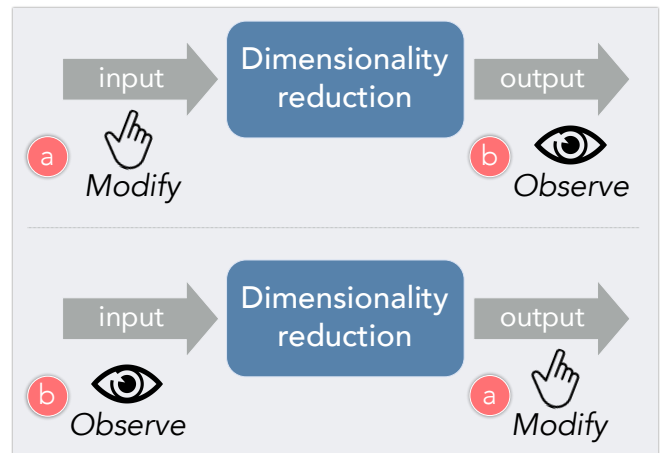 input
Dimensionality
reduction
output
a
Modify
b
Observe
input
Dimensionality
reduction
output
b
Observe
a
Modify